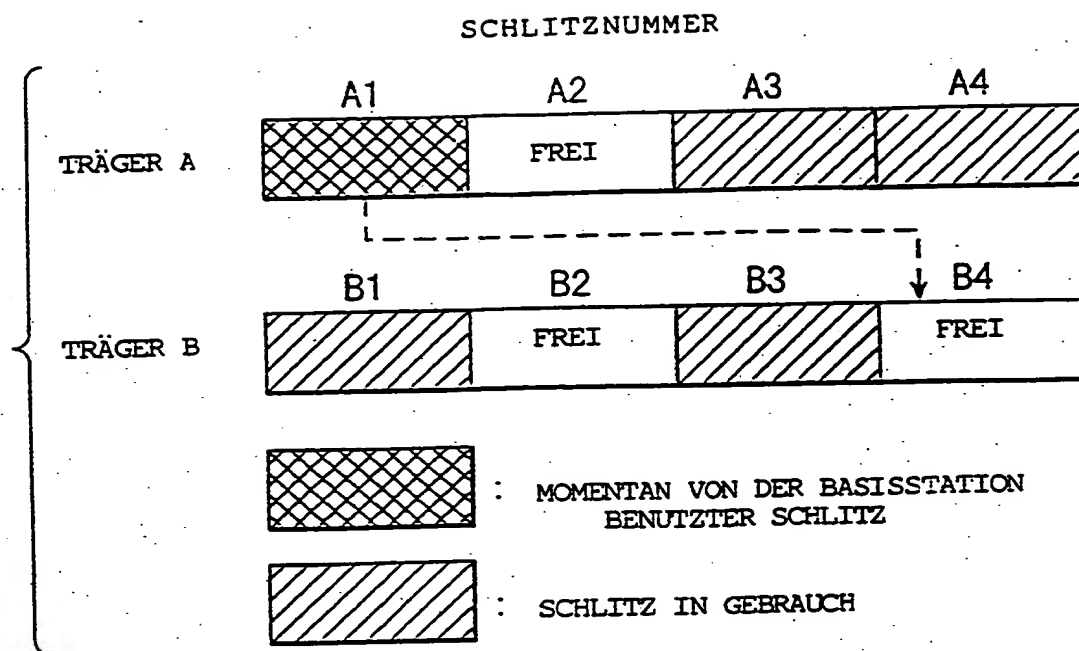 SCHLITZNUMMER
A1 A2 A3 A4
TRÄGER A FREI
B1 B2 B3 B4
TRÄGER B FREI FREI
: MOMENTAN VON DER BASISSTATION
BENUTZTER SCHLITZ
: SCHLITZ IN GEBRAUCH